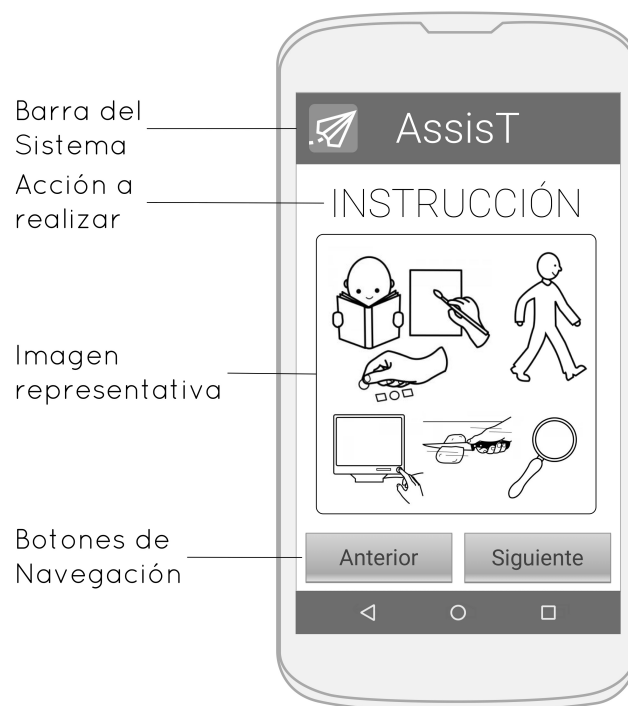 Barra del
Sistema
AssisT
Acción a
realizar
INSTRUCCIÓN
Imagen
representativa
Botones de
Navegación
Anterior
Siguiente